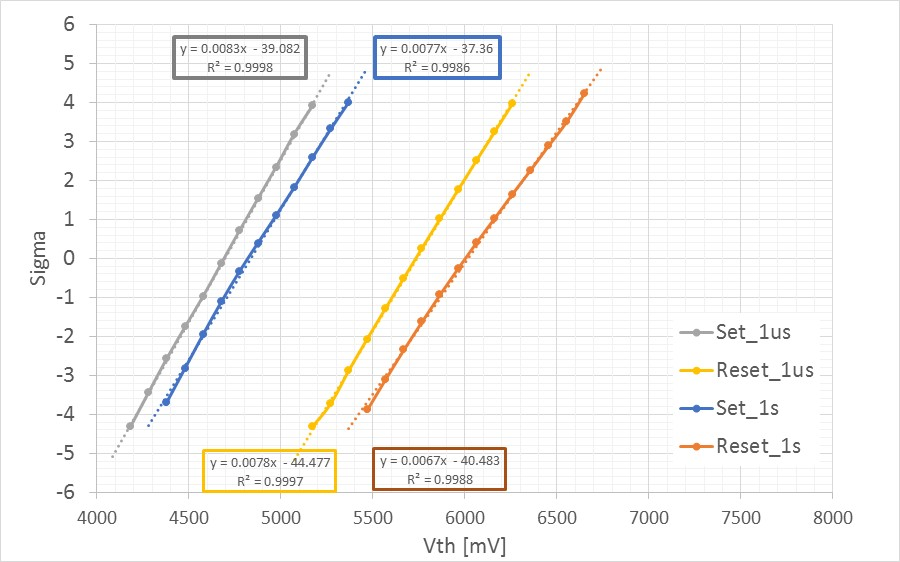 y = 0.0083x - 39.082
R² = 0.9998
y = 0.0077x - 37.36
R² = 0.9986
6
5
4
3
2
1
0
-1
-2
-3
-4
-5
-6
Sigma
Set_1us
Reset_1us
Set_1s
Reset_1s
y = 0.0078x - 44.477
R² = 0.9997
y = 0.0067x - 40.483
R² = 0.9988
4000 4500 5000 5500 6000 6500 7000 7500 8000
Vth [mV]